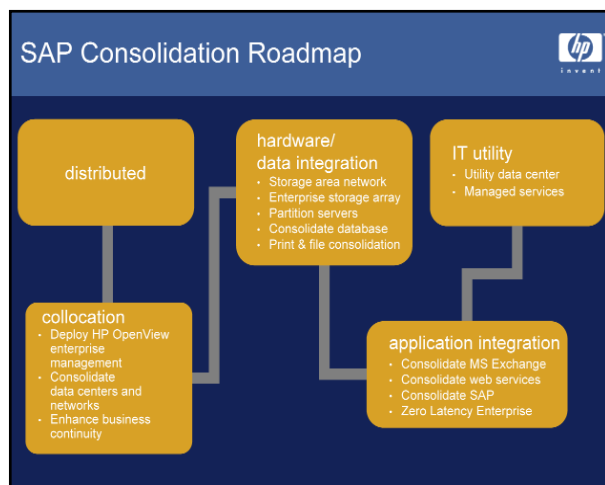 SAP Consolidation Roadmap
hp
invent
distributed
collocation
• Deploy HP OpenView
enterprise
management
• Consolidate
data centers and
networks
• Enhance business
continuity
hardware/
data integration
• Storage area network
• Enterprise storage array
• Partition servers
• Consolidate database
• Print & file consolidation
application integration
• Consolidate MS Exchange
• Consolidate web services
• Consolidate SAP
• Zero Latency Enterprise
IT utility
• Utility data center
• Managed services